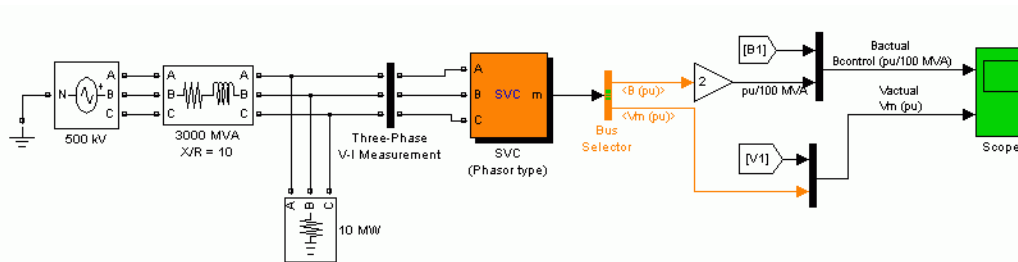 N
A
B
C
500 kV
A
B
C
A
B
C
3000 MVA
X/R = 10
A
B
C
10 MW
A
B
C
A
B
C
Three-Phase
V-I Measurement
A
B
C
SVC
m
SVC
(Phasor type)
<B (pu)>
<Vm (pu)>
Bus
Selector
2
pu/100 MVA
[B1]
[V1]
Bactual
Bcontrol (pu/100 MVA)
Vactual
Vm (pu)
Scope